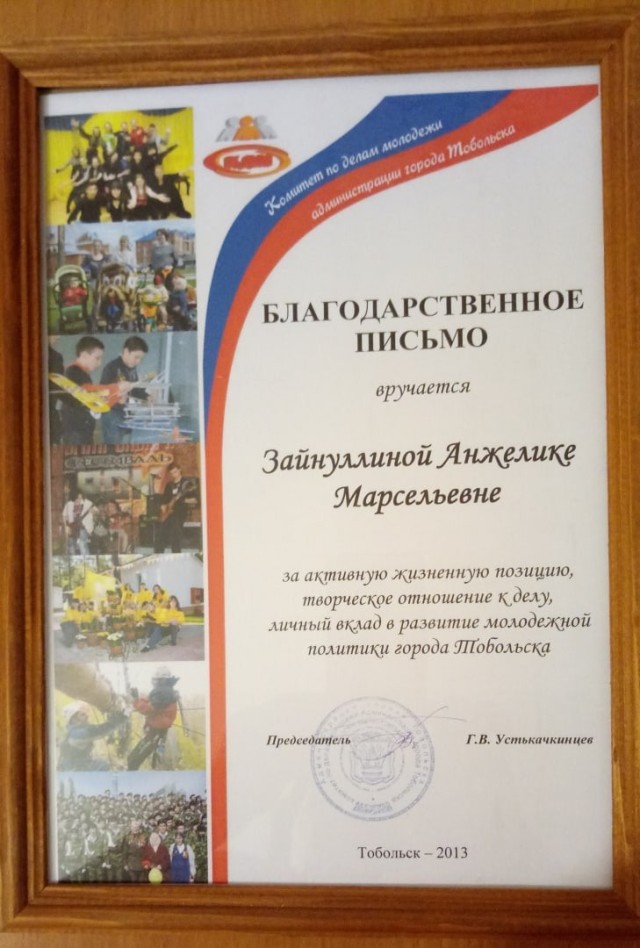 Комитет по делам молодежи
администрации города Тобольска
БЛАГОДАРСТВЕННОЕ
ПИСЬМО
вручается
Зайнуллиной Анжелике
Марсельевне
за активную жизненную позицию,
творческое отношение к делу,
личный вклад в развитие молодежной
политики города Тобольска
ФЕСТИВАЛЬ
Председатель
Г.В. Устькачкинцев
Тобольск – 2013